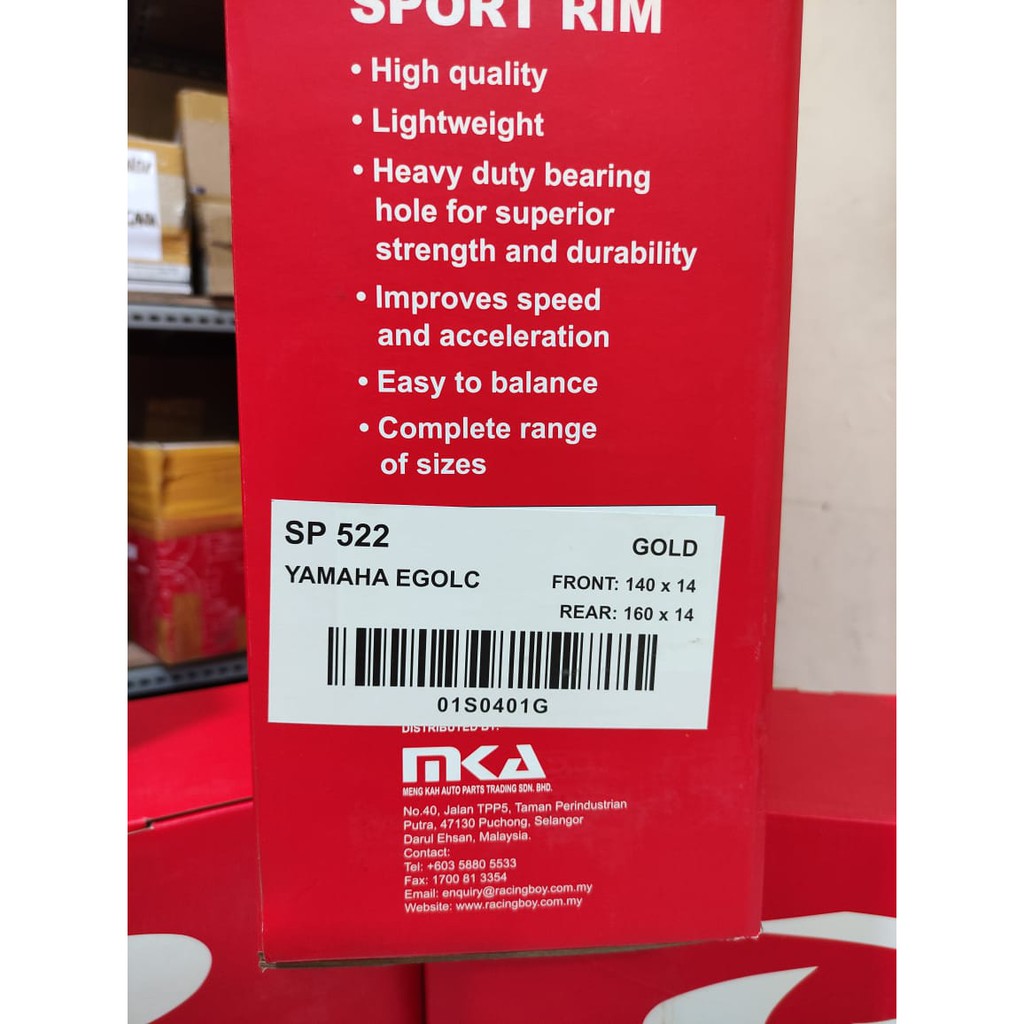 SPORT RIM
• High quality
• Lightweight
• Heavy duty bearing
hole for superior
strength and durability
• Improves speed
and acceleration
• Easy to balance
• Complete range
of sizes
SP 522
GOLD
YAMAHA EGOLC
FRONT: 140 x 14
REAR: 160 x 14
01S0401G
DISTRIBUTED BY:
MKA
MENG KAH AUTO PARTS TRADING SDN. BHD.
No.40, Jalan TPP5, Taman Perindustrian
Putra, 47130 Puchong, Selangor
Darul Ehsan, Malaysia.
Contact:
Tel: +603 5880 5533
Fax: 1700 81 3354
Email: enquiry@racingboy.com.my
Website: www.racingboy.com.my